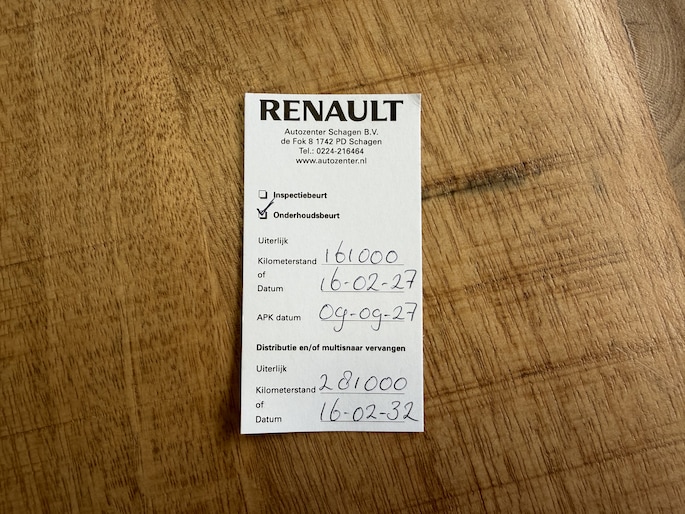 RENAULT
Autozenter Schagen B.V.
de Fok 8 1742 PD Schagen
Tel.: 0224-216464
www.autozenter.nl
Inspectiebeurt
Onderhoudsbeurt
Uiterlijk
Kilometerstand 161000
of
Datum 16-02-27
APK datum 09-09-27
Distributie en/of multisnaar vervangen
Uiterlijk
Kilometerstand 281000
of
Datum 16-02-32